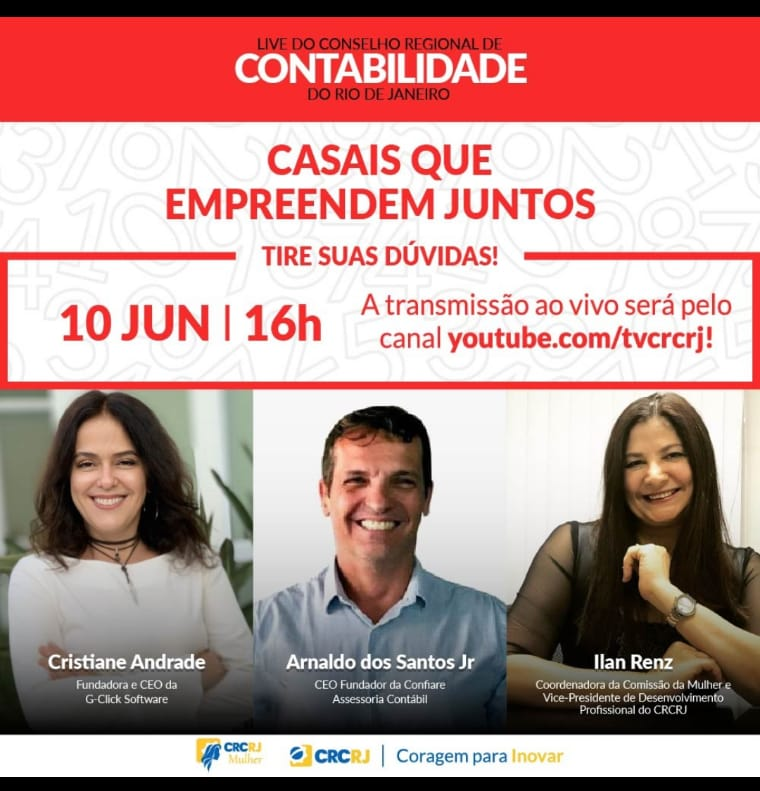 LIVE DO CONSELHO REGIONAL DE
CONTABILIDADE
DO RIO DE JANEIRO
CASAIS QUE
EMPREENDEM JUNTOS
TIRE SUAS DÚVIDAS!
10 JUN | 16h
A transmissão ao vivo será pelo
canal youtube.com/tvcrcrj!
Cristiane Andrade
Fundadora e CEO da
G-Click Software
Arnaldo dos Santos Jr
CEO Fundador da Confiare
Assessoria Contábil
Ilan Renz
Coordenadora da Comissão da Mulher e
Vice-Presidente de Desenvolvimento
Profissional do CRCRJ
CRCRJ
Mulher
CRCRJ | Coragem para Inovar